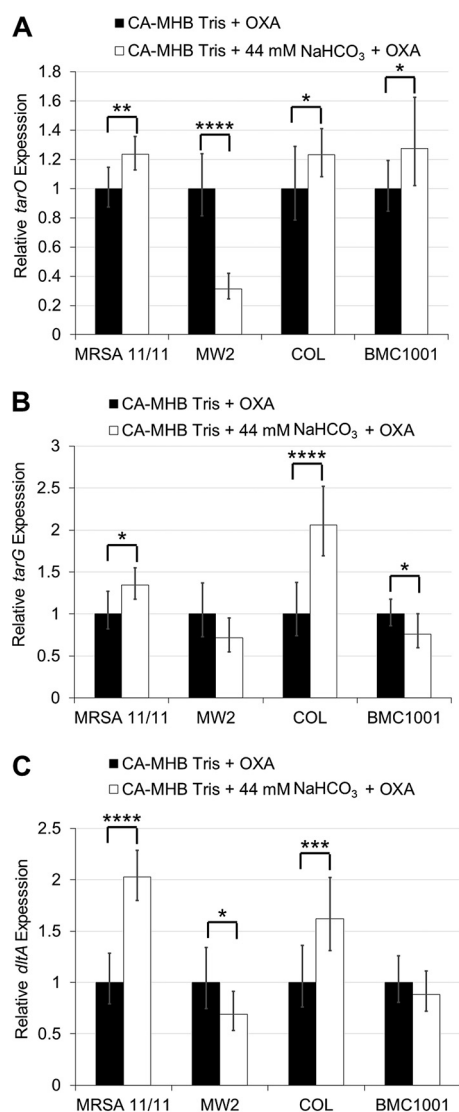 A
CA-MHB Tris + OXA
CA-MHB Tris + 44 mM NaHCO₃ + OXA
Relative tarO Expesssion
1.8
1.6
1.4
1.2
1
0.8
0.6
0.4
0.2
0
** **** * *
MRSA 11/11 MW2 COL BMC1001
B
CA-MHB Tris + OXA
CA-MHB Tris + 44 mM NaHCO₃ + OXA
Relative tarG Expesssion
3
2.5
2
1.5
1
0.5
0
* **** *
MRSA 11/11 MW2 COL BMC1001
C
CA-MHB Tris + OXA
CA-MHB Tris + 44 mM NaHCO₃ + OXA
Relative dltA Expesssion
2.5
2
1.5
1
0.5
0
**** * ***
MRSA 11/11 MW2 COL BMC1001